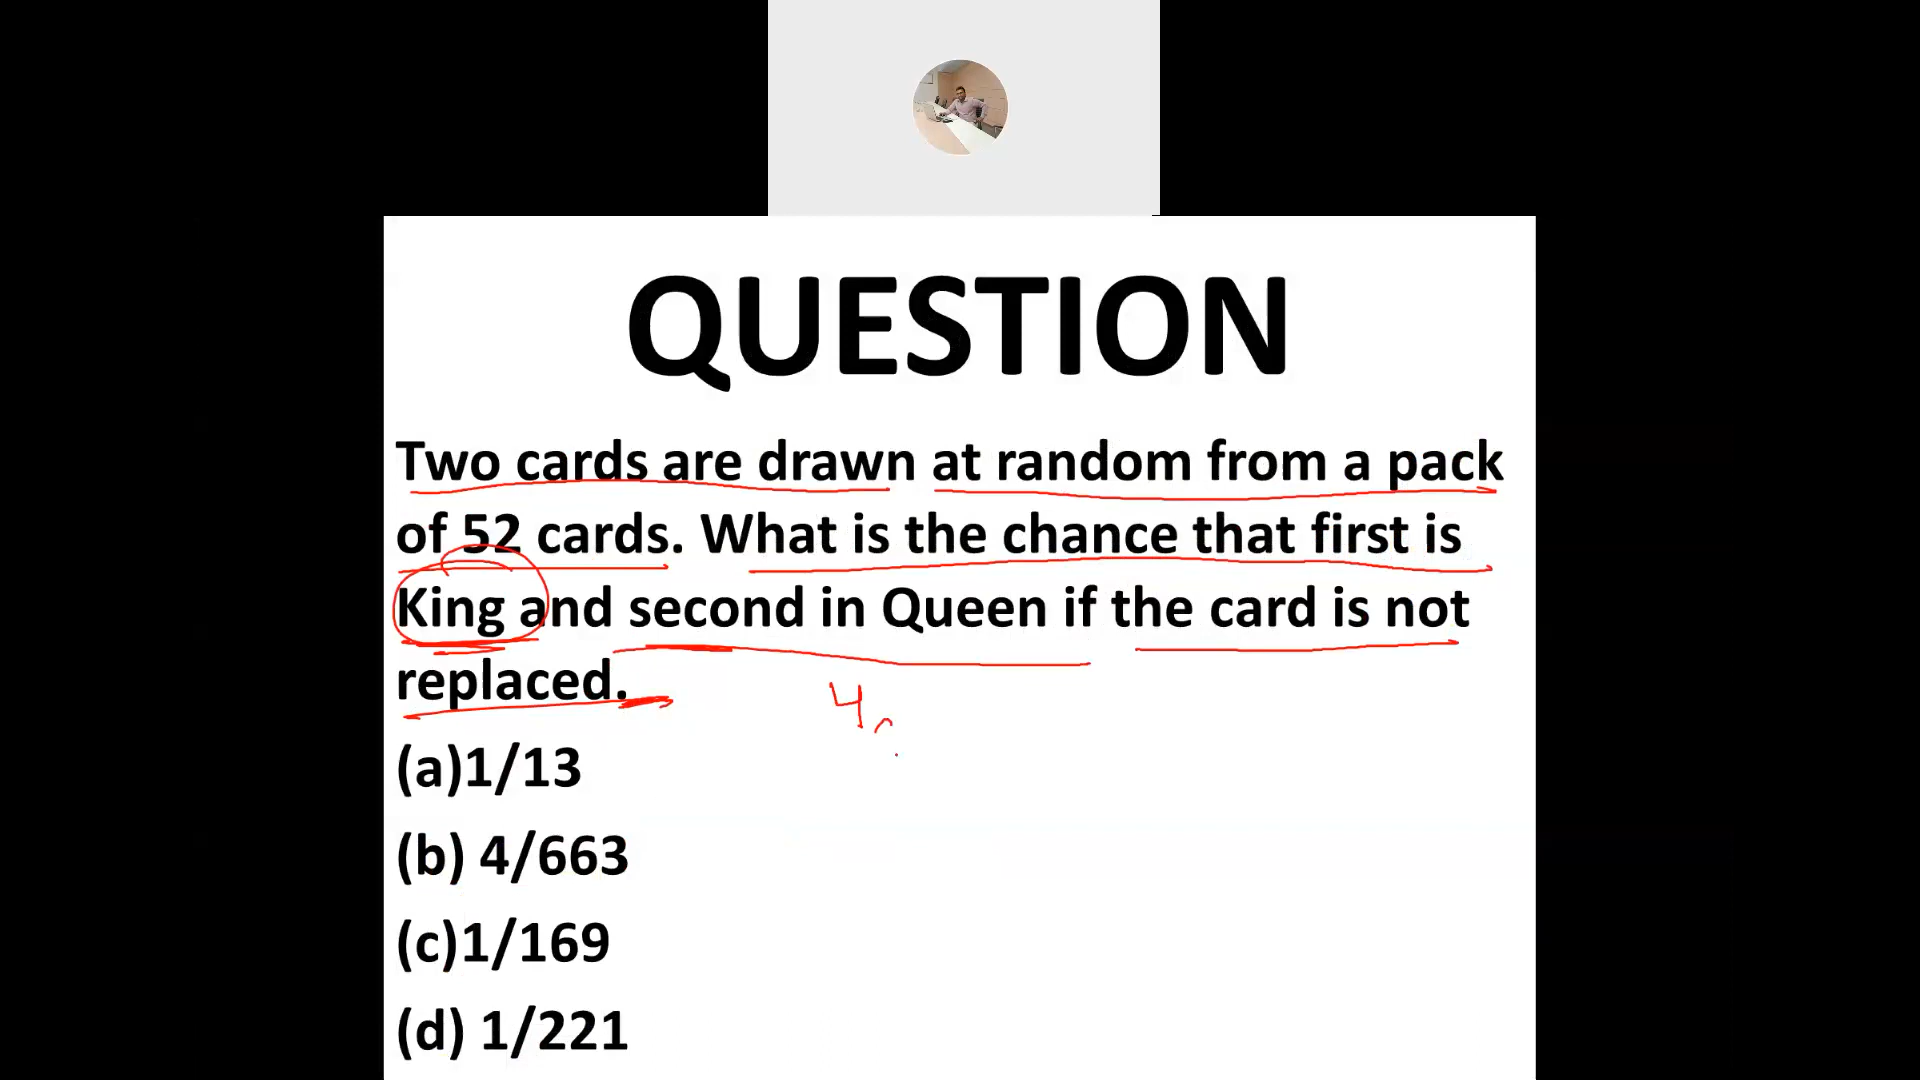 QUESTION
Two cards are drawn at random from a pack
of 52 cards. What is the chance that first is
King and second in Queen if the card is not
replaced.
4
(a)1/13
(b) 4/663
(c)1/169
(d) 1/221